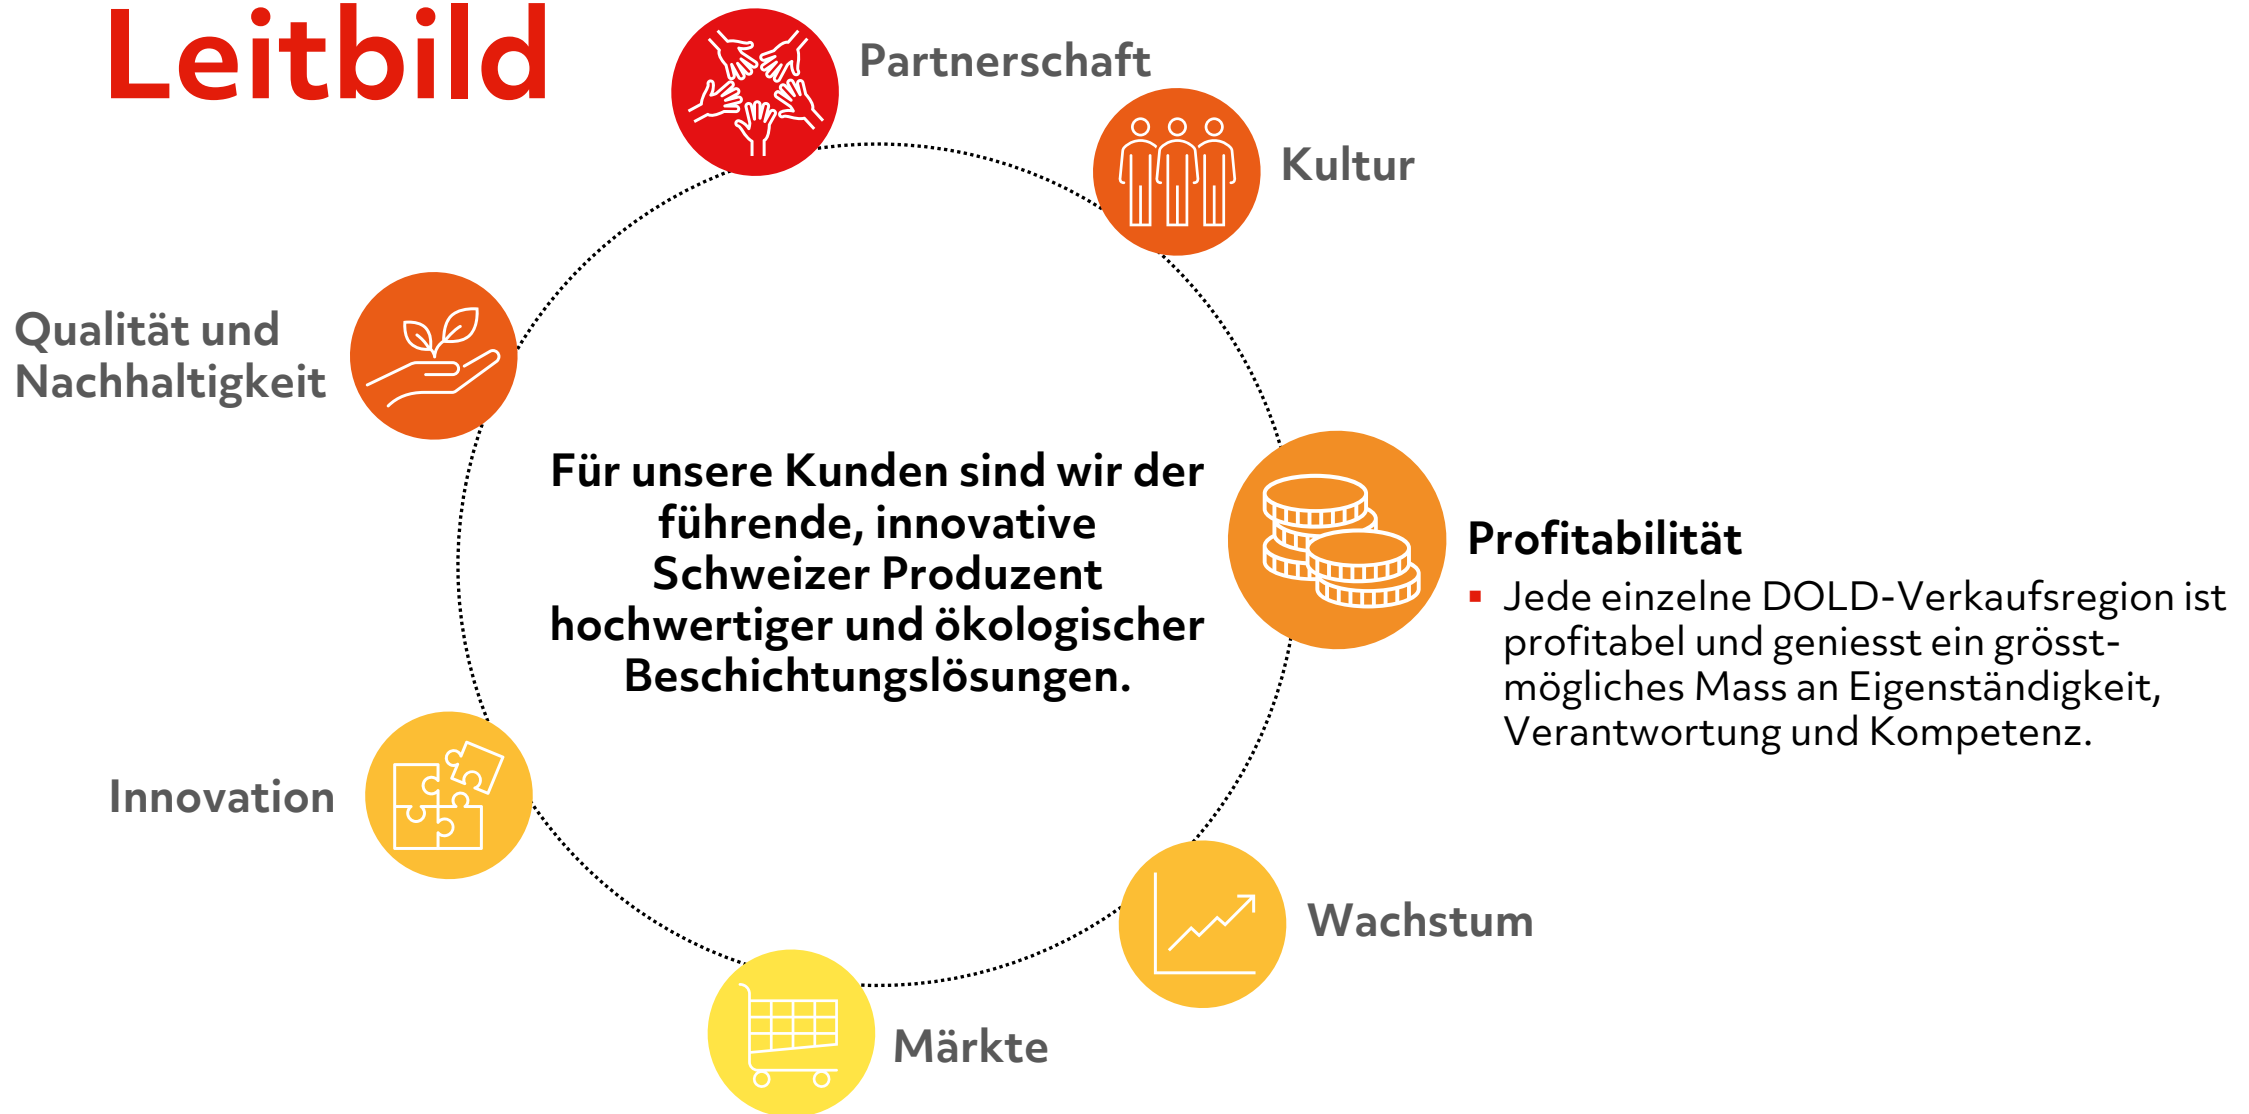 Leitbild
Partnerschaft
Kultur
Qualität und
Nachhaltigkeit
Für unsere Kunden sind wir der
führende, innovative
Schweizer Produzent
hochwertiger und ökologischer
Beschichtungslösungen.
Profitabilität
▪ Jede einzelne DOLD-Verkaufsregion ist
profitabel und geniesst ein grösst-
mögliches Mass an Eigenständigkeit,
Verantwortung und Kompetenz.
Innovation
Wachstum
Märkte